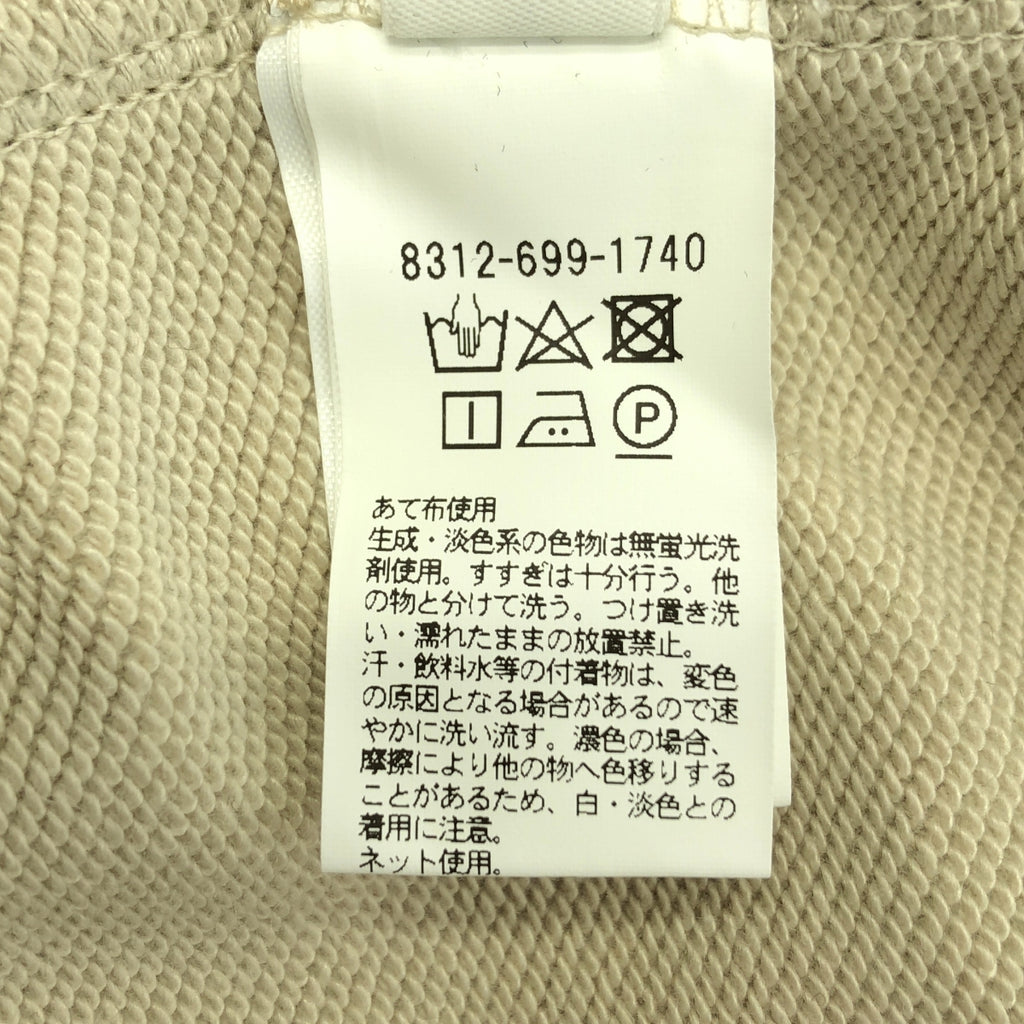 8312-699-1740
P
あて布使用
生成・淡色系の色物は無蛍光洗
剤使用。すすぎは十分行う。他
の物と分けて洗う。つけ置き洗
い・濡れたままの放置禁止。
汗・飲料水等の付着物は、変色
の原因となる場合があるので速
やかに洗い流す。濃色の場合、
摩擦により他の物へ色移りする
ことがあるため、白・淡色との
着用に注意。
ネット使用。